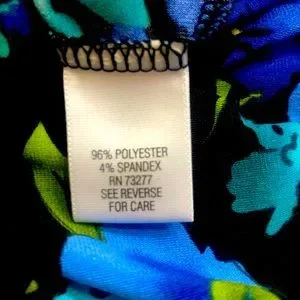 96% POLYESTER
4% SPANDEX
RN 73277
SEE REVERSE
FOR CARE